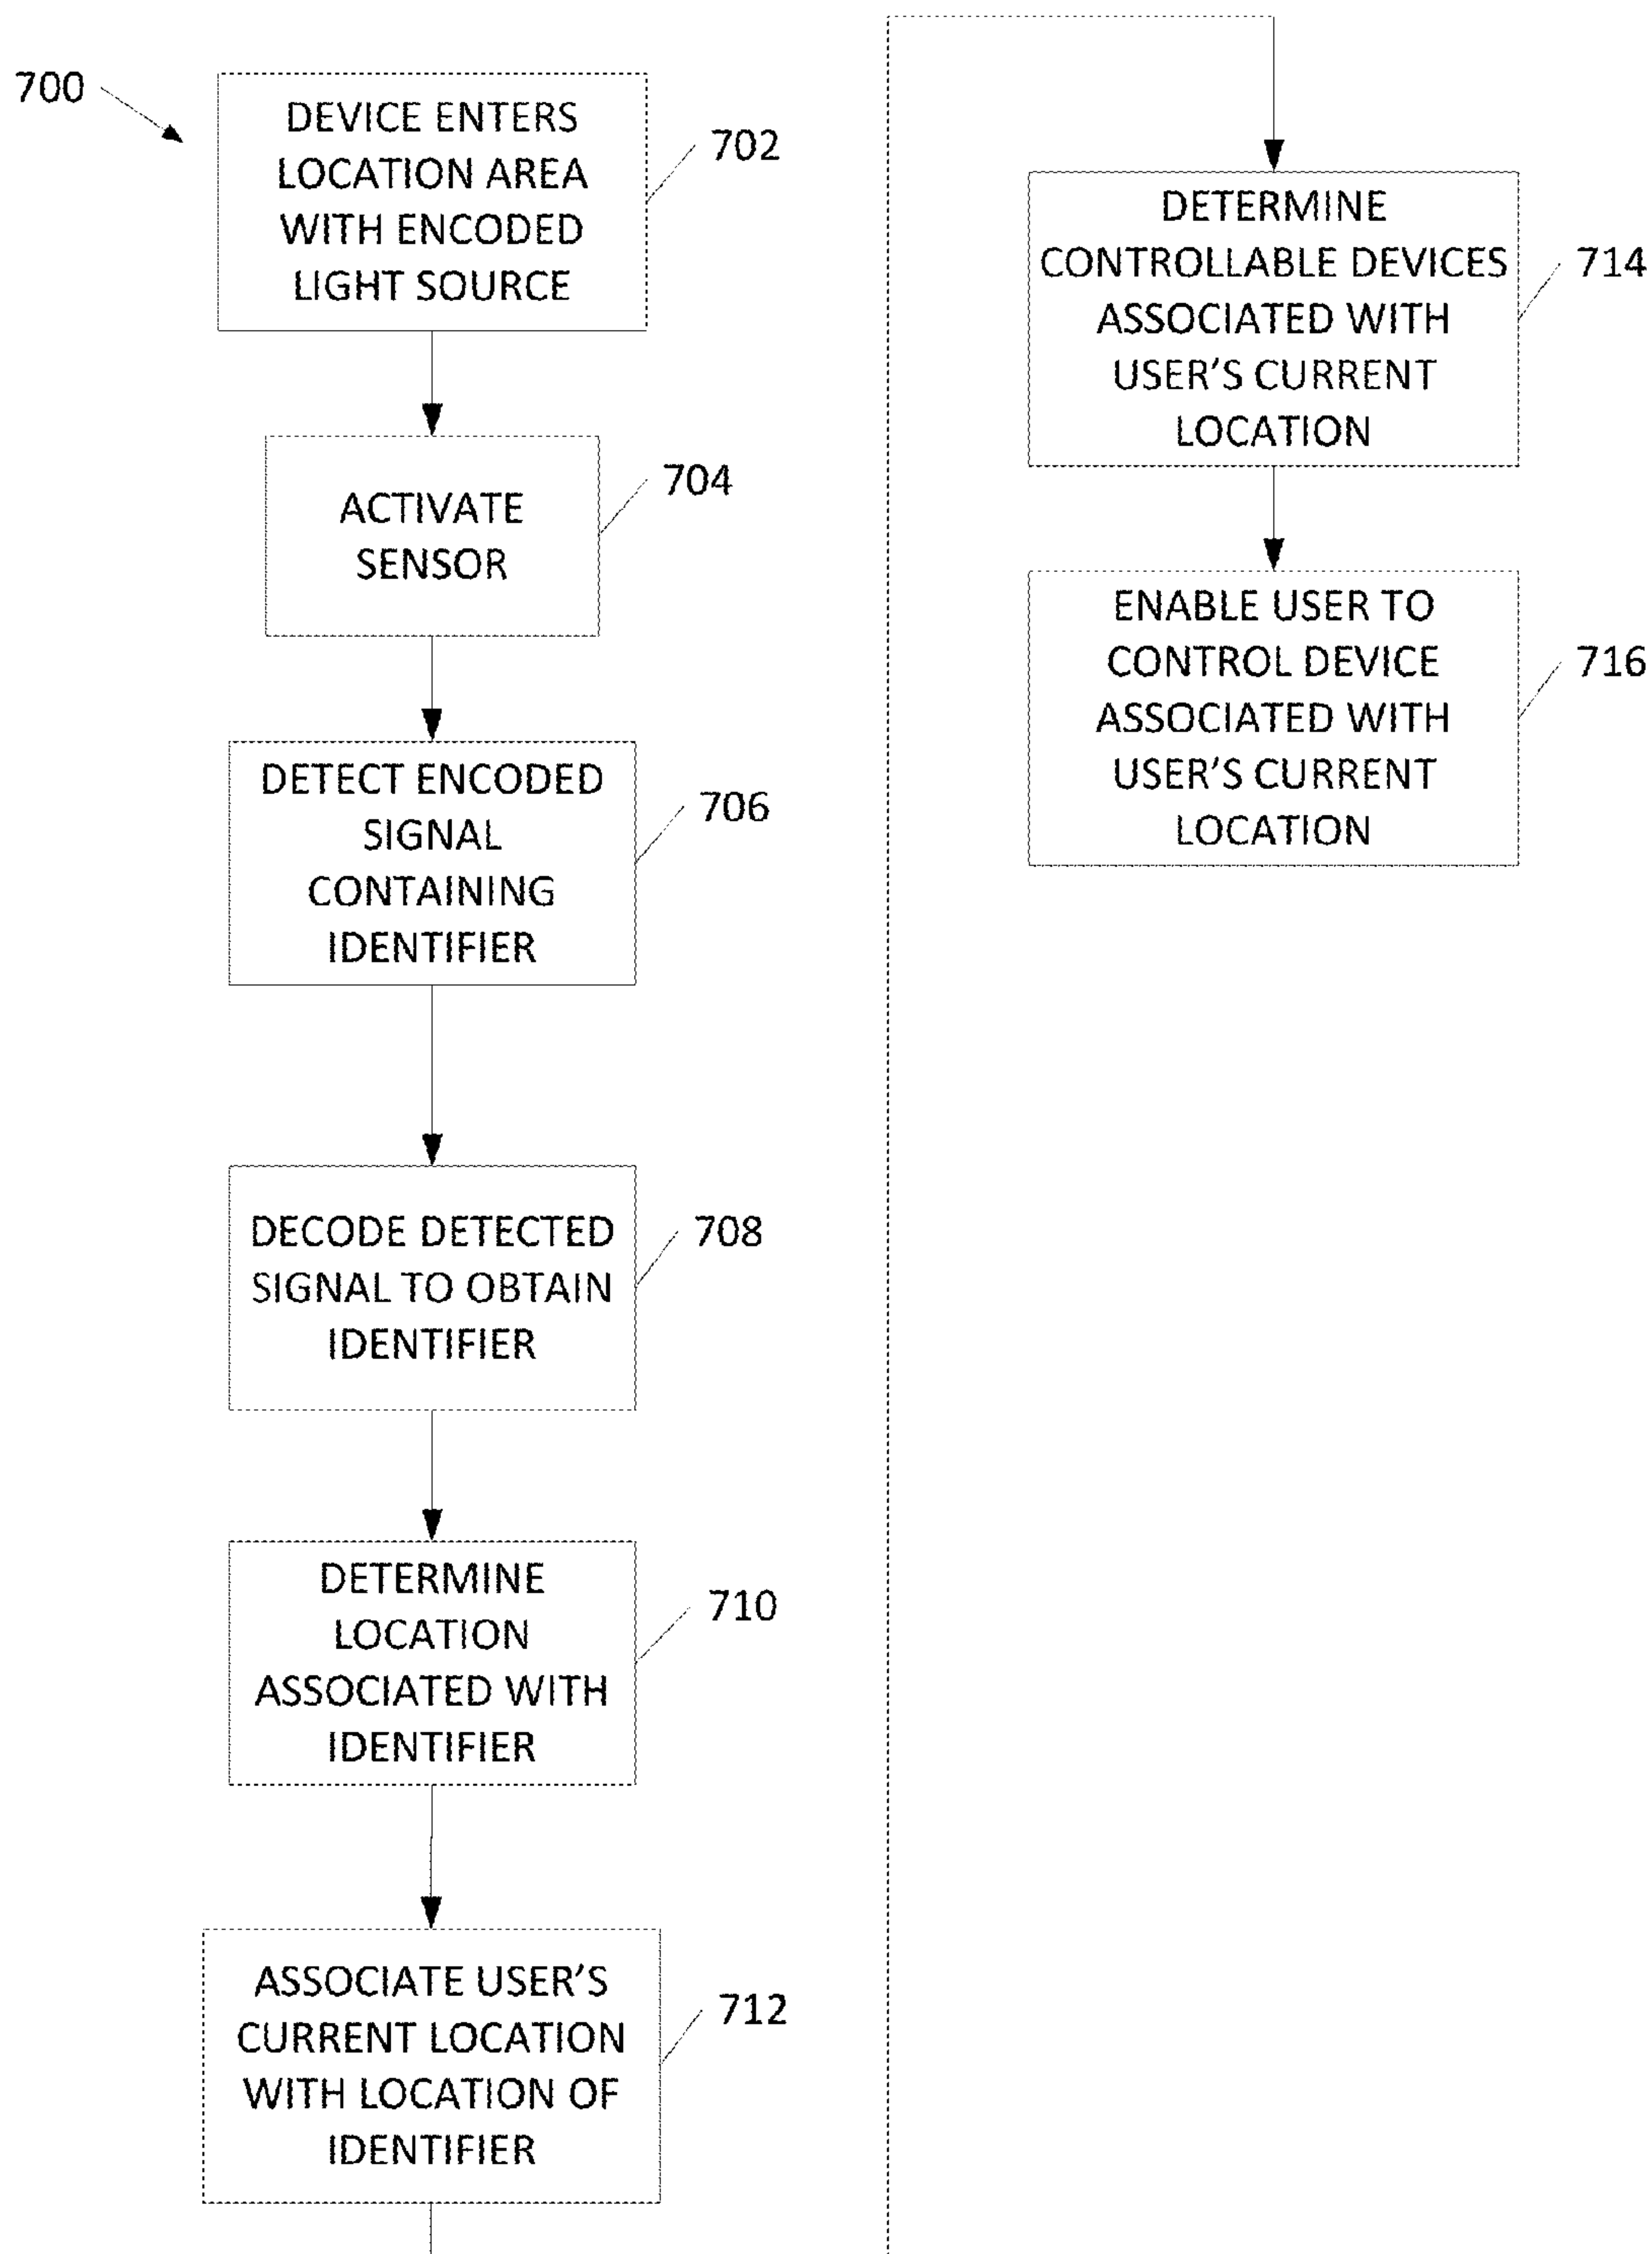 700
DEVICE ENTERS
LOCATION AREA
WITH ENCODED
LIGHT SOURCE
702
ACTIVATE
SENSOR
704
DETECT ENCODED
SIGNAL
CONTAINING
IDENTIFIER
706
DECODE DETECTED
SIGNAL TO OBTAIN
IDENTIFIER
708
DETERMINE
LOCATION
ASSOCIATED WITH
IDENTIFIER
710
ASSOCIATE USER’S
CURRENT LOCATION
WITH LOCATION OF
IDENTIFIER
712
DETERMINE
CONTROLLABLE DEVICES
ASSOCIATED WITH
USER’S CURRENT
LOCATION
714
ENABLE USER TO
CONTROL DEVICE
ASSOCIATED WITH
USER’S CURRENT
LOCATION
716